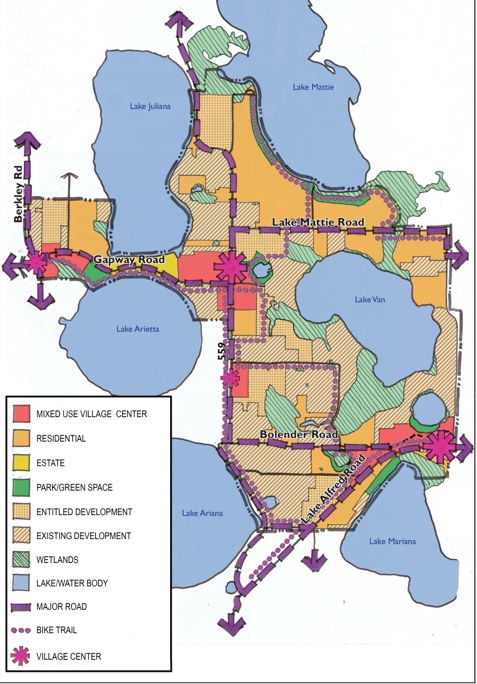 Lake Mattie
Lake Juliana
Berkley Rd
Lake Mattie Road
Gapway Road
Lake Van
Lake Arietta
559
Bolender Road
Lake Alfred Road
Lake Ariana
Lake Mariana
MIXED USE VILLAGE CENTER
RESIDENTIAL
ESTATE
PARK/GREEN SPACE
ENTITLED DEVELOPMENT
EXISTING DEVELOPMENT
WETLANDS
LAKE/WATER BODY
MAJOR ROAD
BIKE TRAIL
VILLAGE CENTER